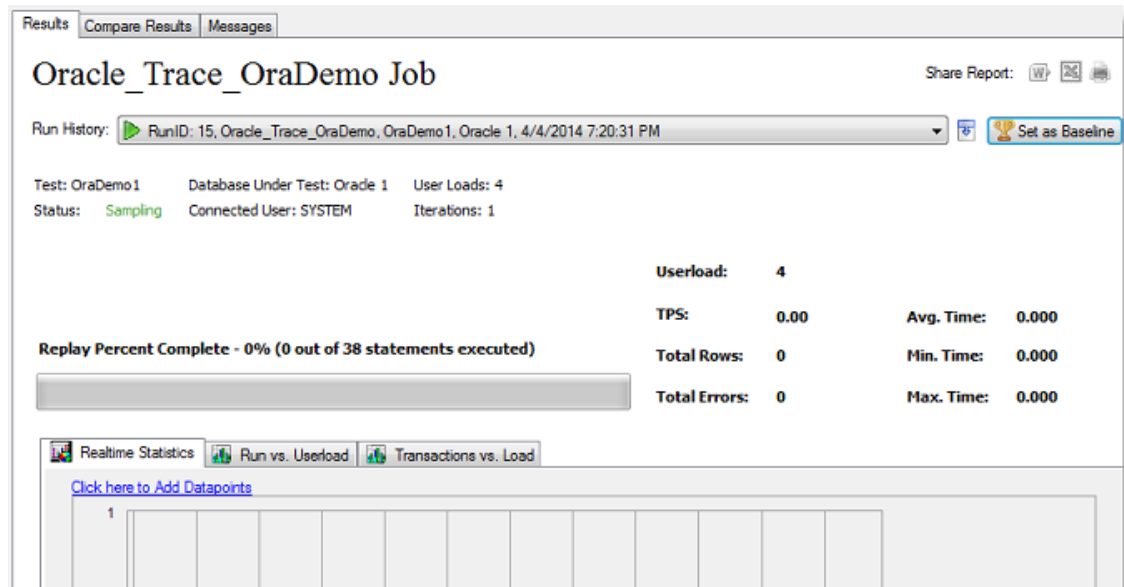 Results Compare Results Messages
Oracle_Trace_OraDemo Job
Share Report:
Run History: RunID: 15, Oracle_Trace_OraDemo, OraDemo1, Oracle 1, 4/4/2014 7:20:31 PM Set as Baseline
Test: OraDemo1 Database Under Test: Oracle 1 User Loads: 4
Status: Sampling Connected User: SYSTEM Iterations: 1
Userload: 4
TPS: 0.00 Avg. Time: 0.000
Replay Percent Complete - 0% (0 out of 38 statements executed)
Total Rows: 0 Min. Time: 0.000
Total Errors: 0 Max. Time: 0.000
Realtime Statistics Run vs. Userload Transactions vs. Load
Click here to Add Datapoints
1